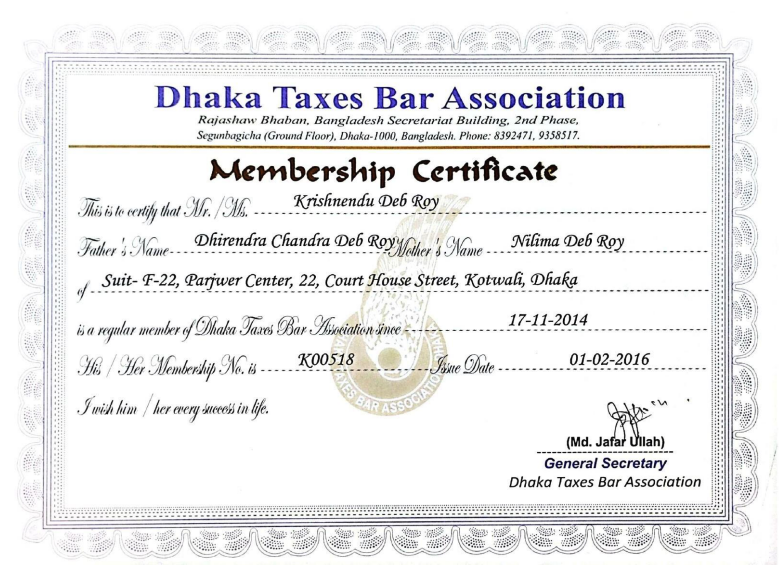 Dhaka Taxes Bar Association
Rajashaw Bhaban, Bangladesh Secretariat Building, 2nd Phase,
Segunbagicha (Ground Floor), Dhaka-1000, Bangladesh. Phone: 8392471, 9358517.
Membership Certificate
This is to certify that Mr. / Ms. Krishnendu Deb Roy
Father's Name Dhirendra Chandra Deb Roy Mother's Name Nilima Deb Roy
of Suit- F-22, Parjwer Center, 22, Court House Street, Kotwali, Dhaka
is a regular member of Dhaka Taxes Bar Association since 17-11-2014
His / Her Membership No. is K00518 Issue Date 01-02-2016
I wish him / her every success in life.
TAXES BAR ASSOCIATION
(Md. Jafar Ullah)
General Secretary
Dhaka Taxes Bar Association